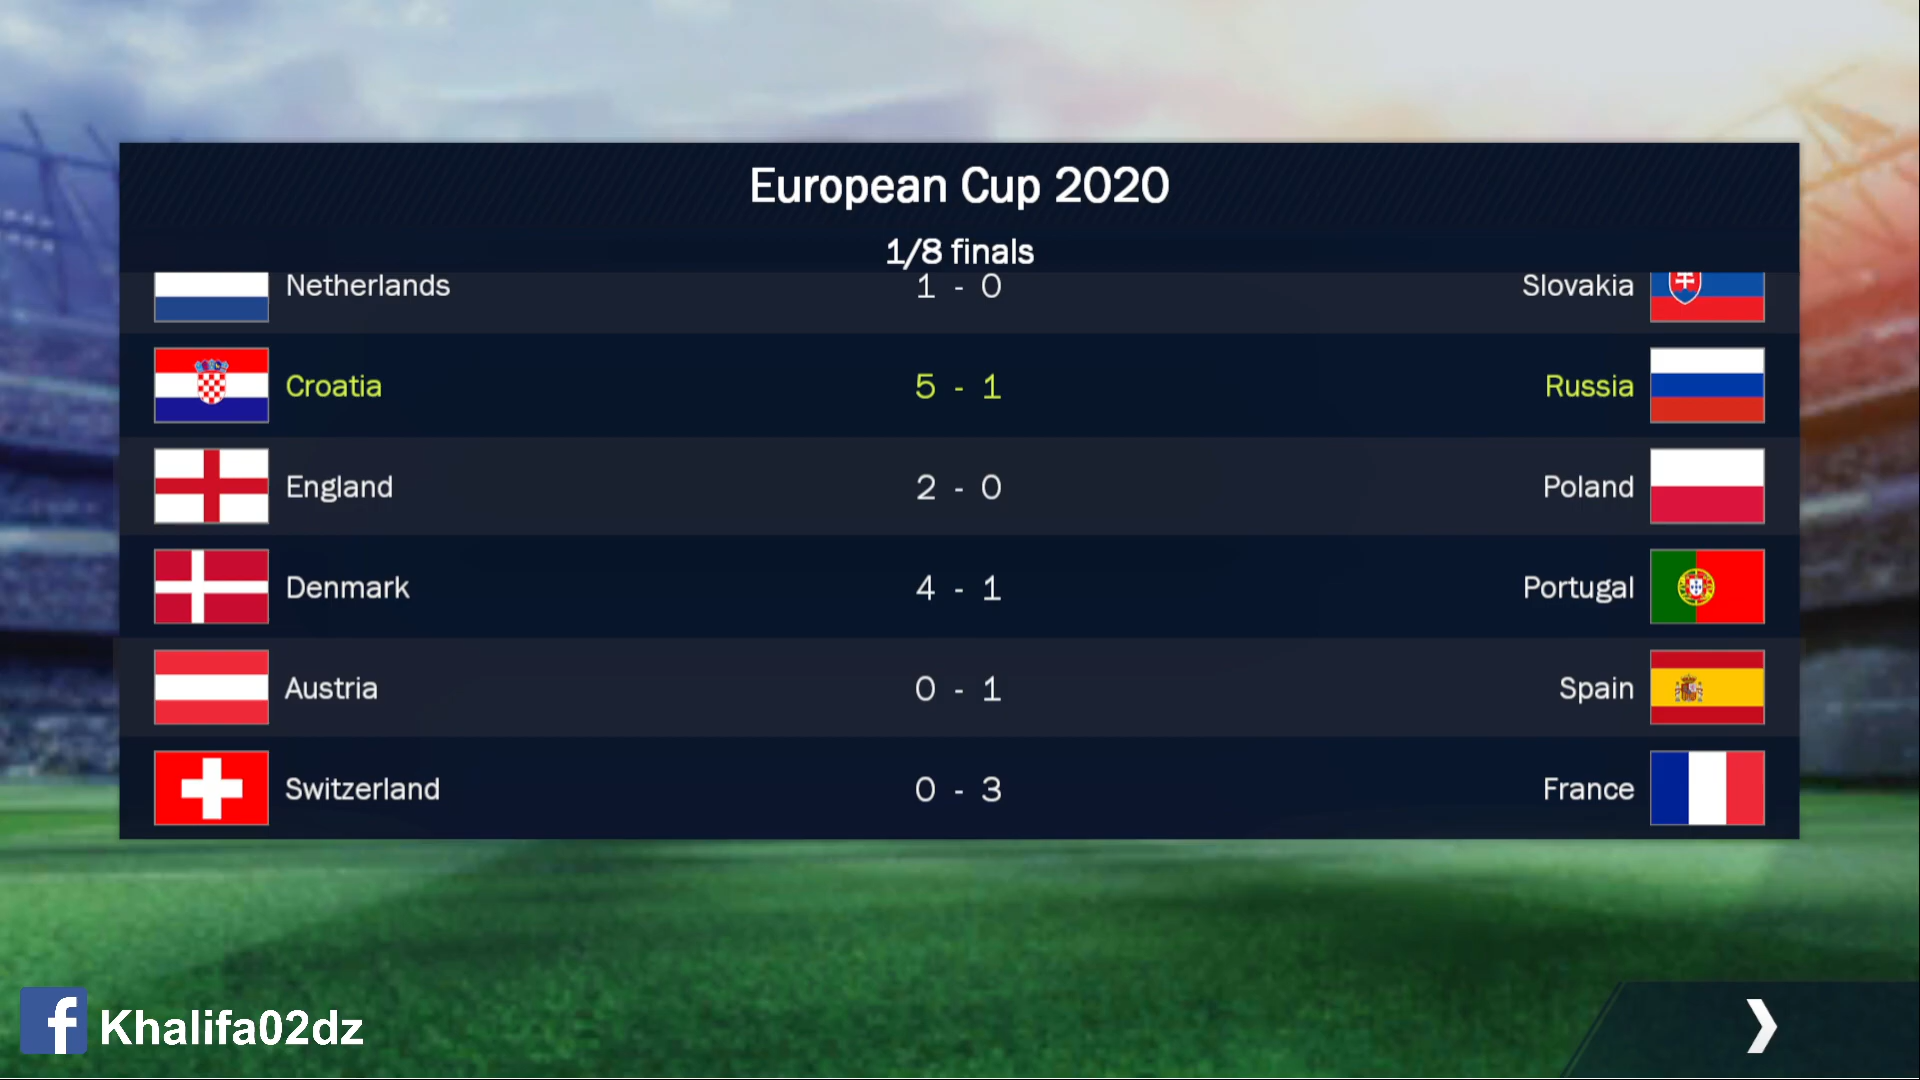 European Cup 2020
1/8 finals
Netherlands 1 - 0 Slovakia
Croatia 5 - 1 Russia
England 2 - 0 Poland
Denmark 4 - 1 Portugal
Austria 0 - 1 Spain
Switzerland 0 - 3 France
f Khalifa02dz